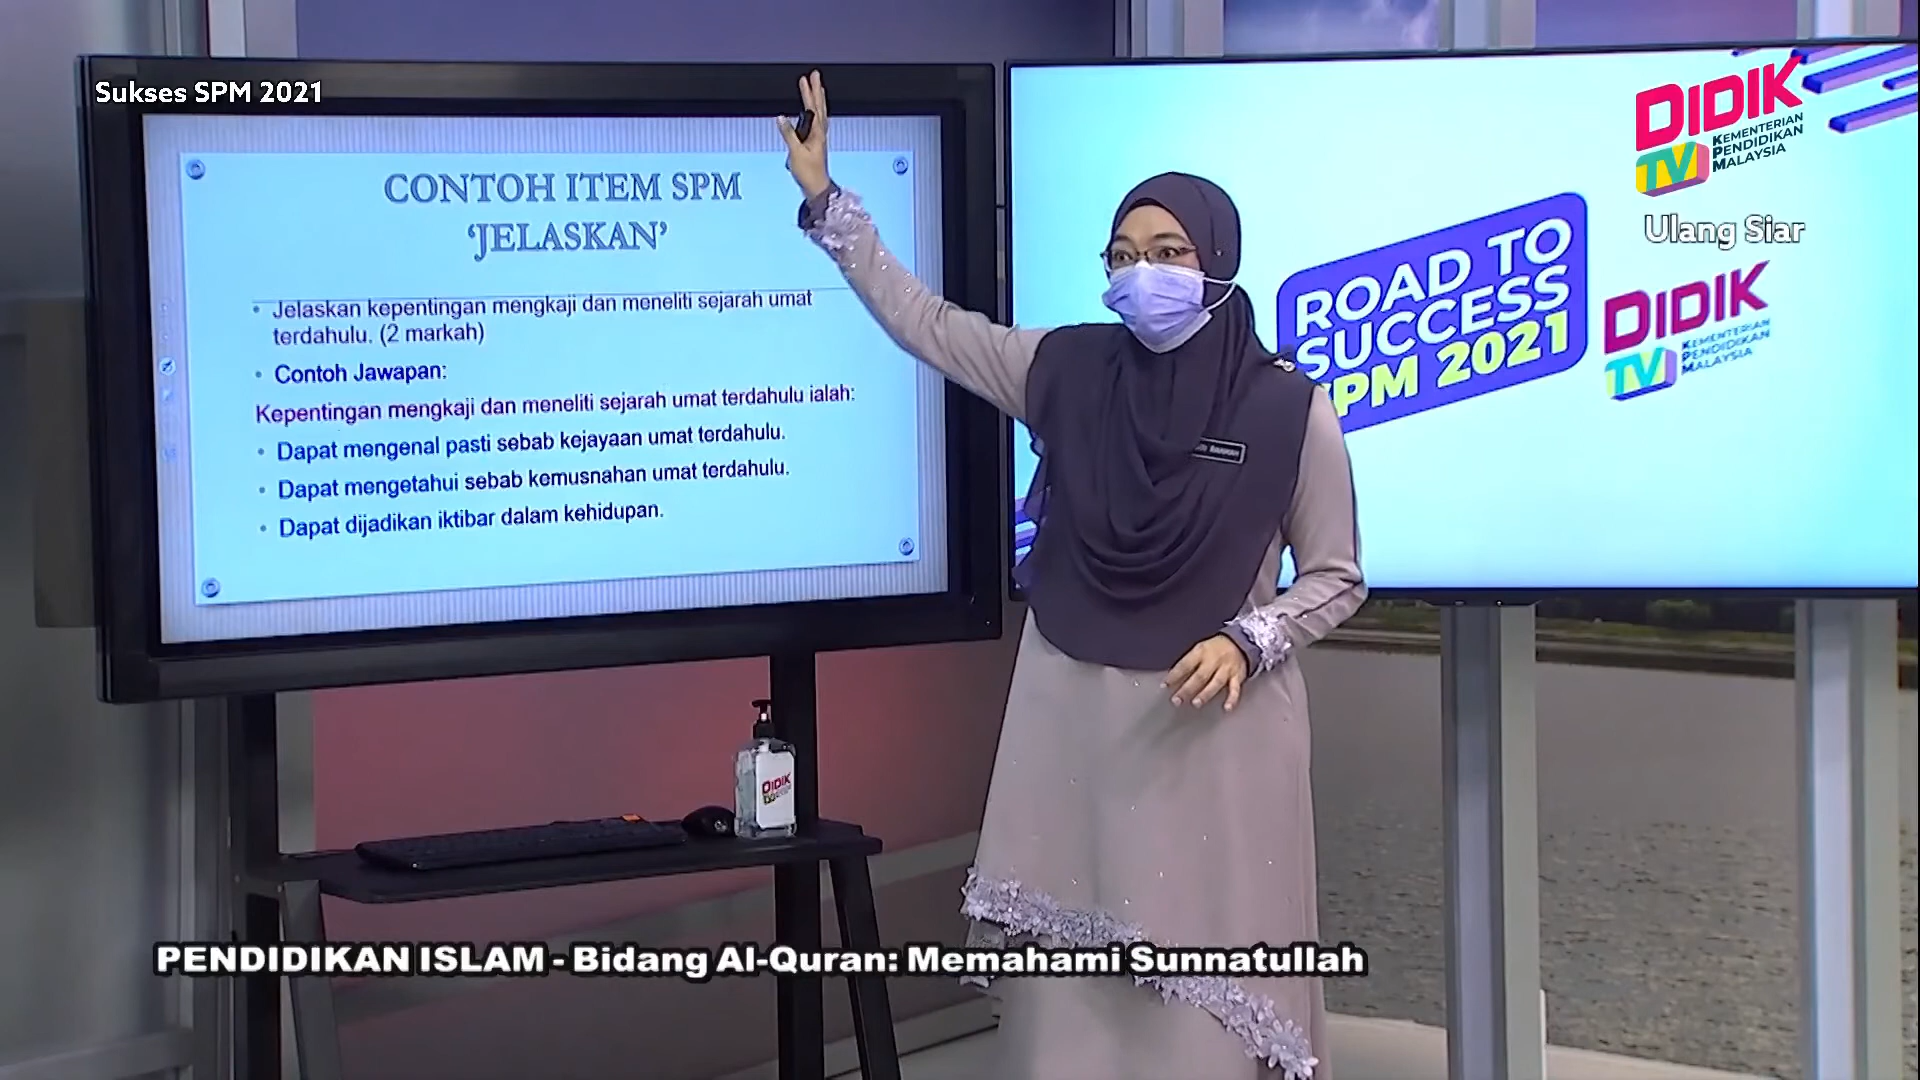 Sukses SPM 2021
CONTOH ITEM SPM
‘JELASKAN’
• Jelaskan kepentingan mengkaji dan meneliti sejarah umat
terdahulu. (2 markah)
• Contoh Jawapan:
Kepentingan mengkaji dan meneliti sejarah umat terdahulu ialah:
• Dapat mengenal pasti sebab kejayaan umat terdahulu.
• Dapat mengetahui sebab kemusnahan umat terdahulu.
• Dapat dijadikan iktibar dalam kehidupan.
DIDIK
TV
KEMENTERIAN
PENDIDIKAN
MALAYSIA
Ulang Siar
ROAD TO
SUCCESS
SPM 2021
DIDIK
TV
KEMENTERIAN
PENDIDIKAN
MALAYSIA
DIDIK
TV
PENDIDIKAN ISLAM - Bidang Al-Quran: Memahami Sunnatullah